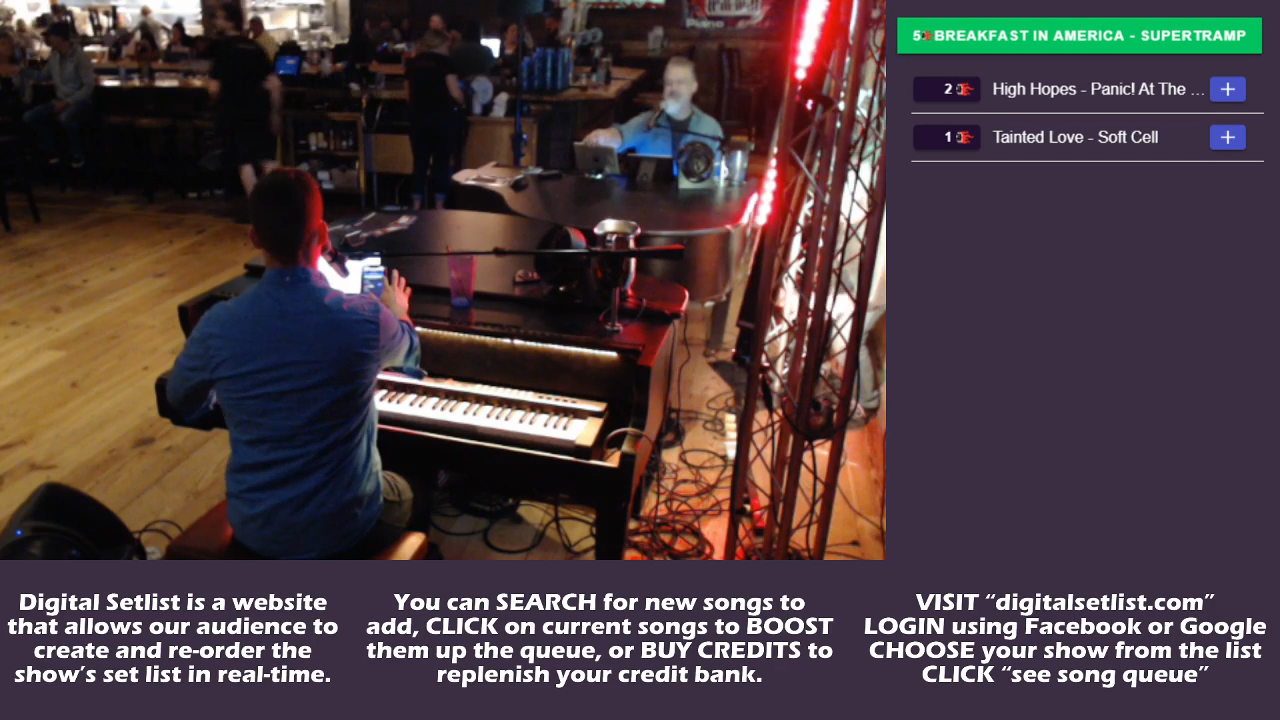 Piano
5 BREAKFAST IN AMERICA - SUPERTRAMP
2 High Hopes - Panic! At The ... +
1 Tainted Love - Soft Cell +
Digital Setlist is a website
that allows our audience to
create and re-order the
show's set list in real-time.
You can SEARCH for new songs to
add, CLICK on current songs to BOOST
them up the queue, or BUY CREDITS to
replenish your credit bank.
VISIT “digitalsetlist.com”
LOGIN using Facebook or Google
CHOOSE your show from the list
CLICK “see song queue”